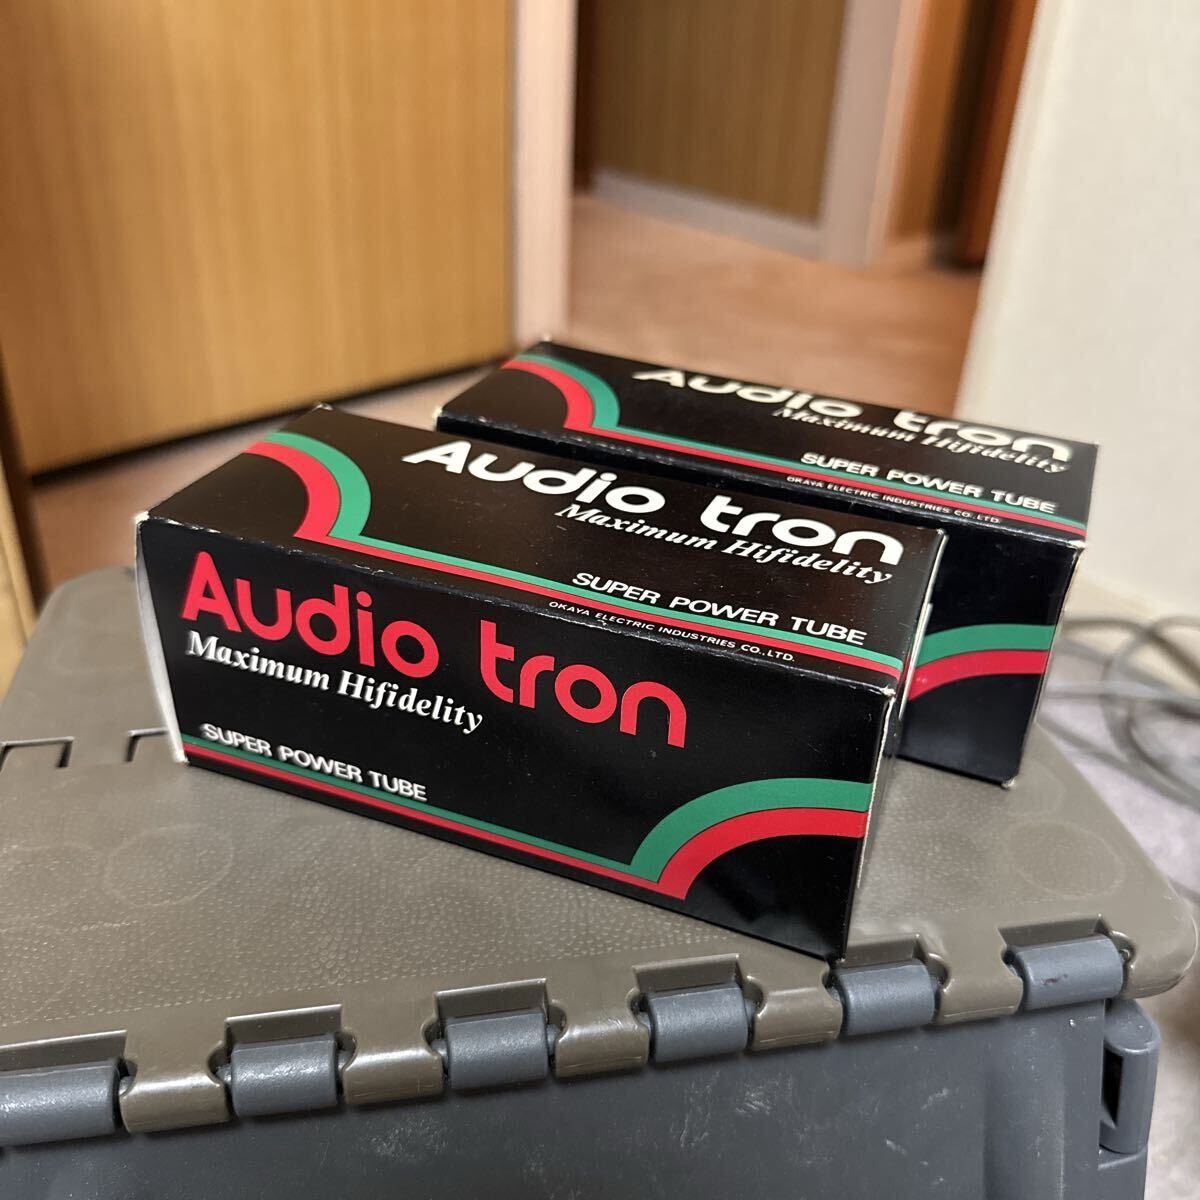 Audio tron
Maximum Hifidelity
SUPER POWER TUBE
OKAYA ELECTRIC INDUSTRIES CO.,LTD.
Audio tron
Maximum Hifidelity
SUPER POWER TUBE
OKAYA ELECTRIC INDUSTRIES CO.,LTD.
Audio tron
Maximum Hifidelity
SUPER POWER TUBE